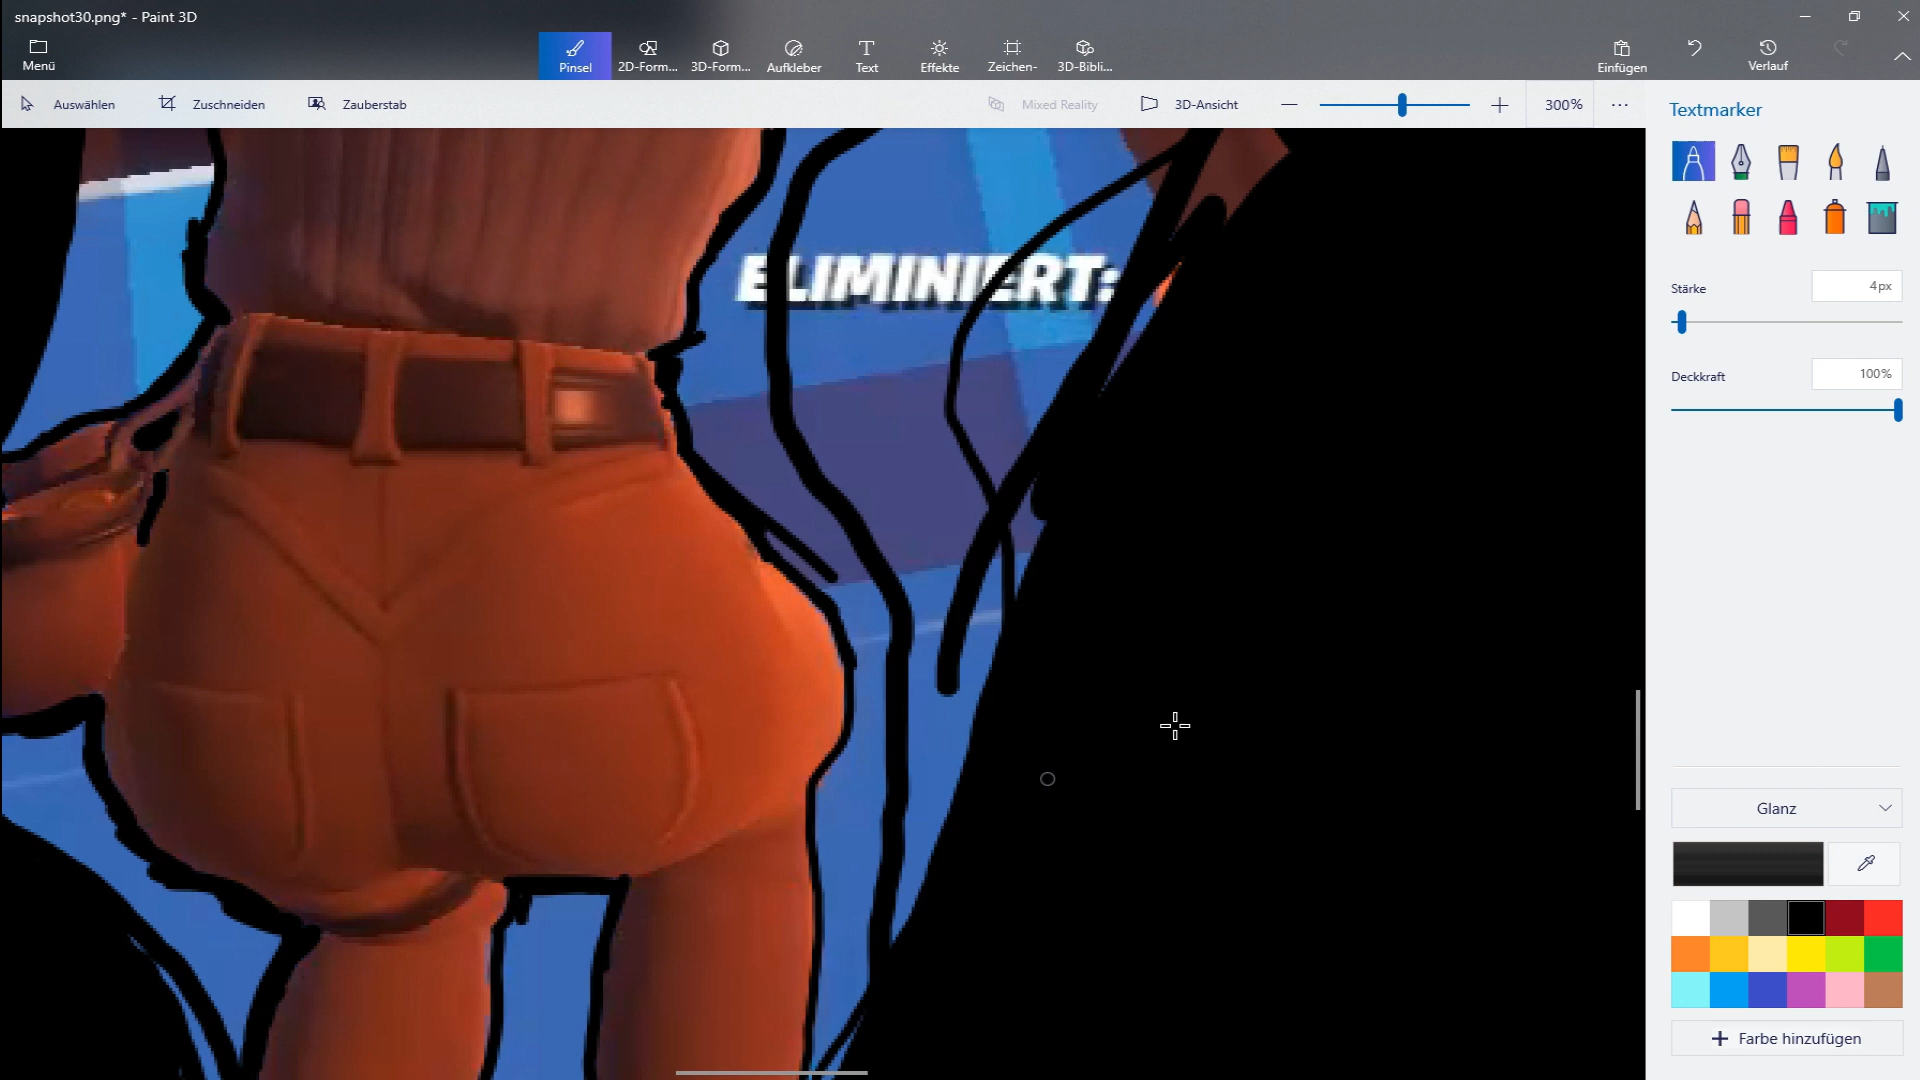 snapshot30.png* - Paint 3D
Menü
Pinsel
2D-Form...
3D-Form...
Aufkleber
Text
Effekte
Zeichen-
3D-Bibli...
Einfügen
Verlauf
Auswählen
Zuschneiden
Zauberstab
Mixed Reality
3D-Ansicht
300%
Textmarker
Stärke
4px
Deckkraft
100%
ELIMINIERT:
Glanz
Farbe hinzufügen